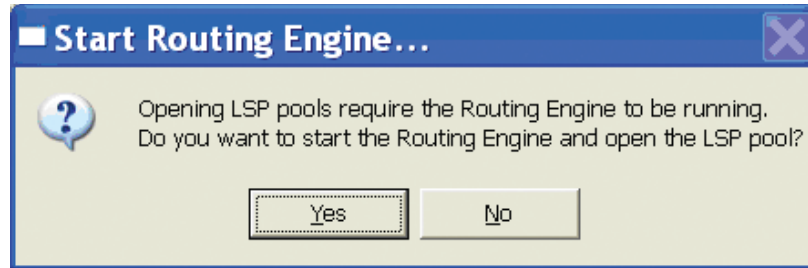 Start Routing Engine...
Opening LSP pools require the Routing Engine to be running.
Do you want to start the Routing Engine and open the LSP pool?
Yes
No